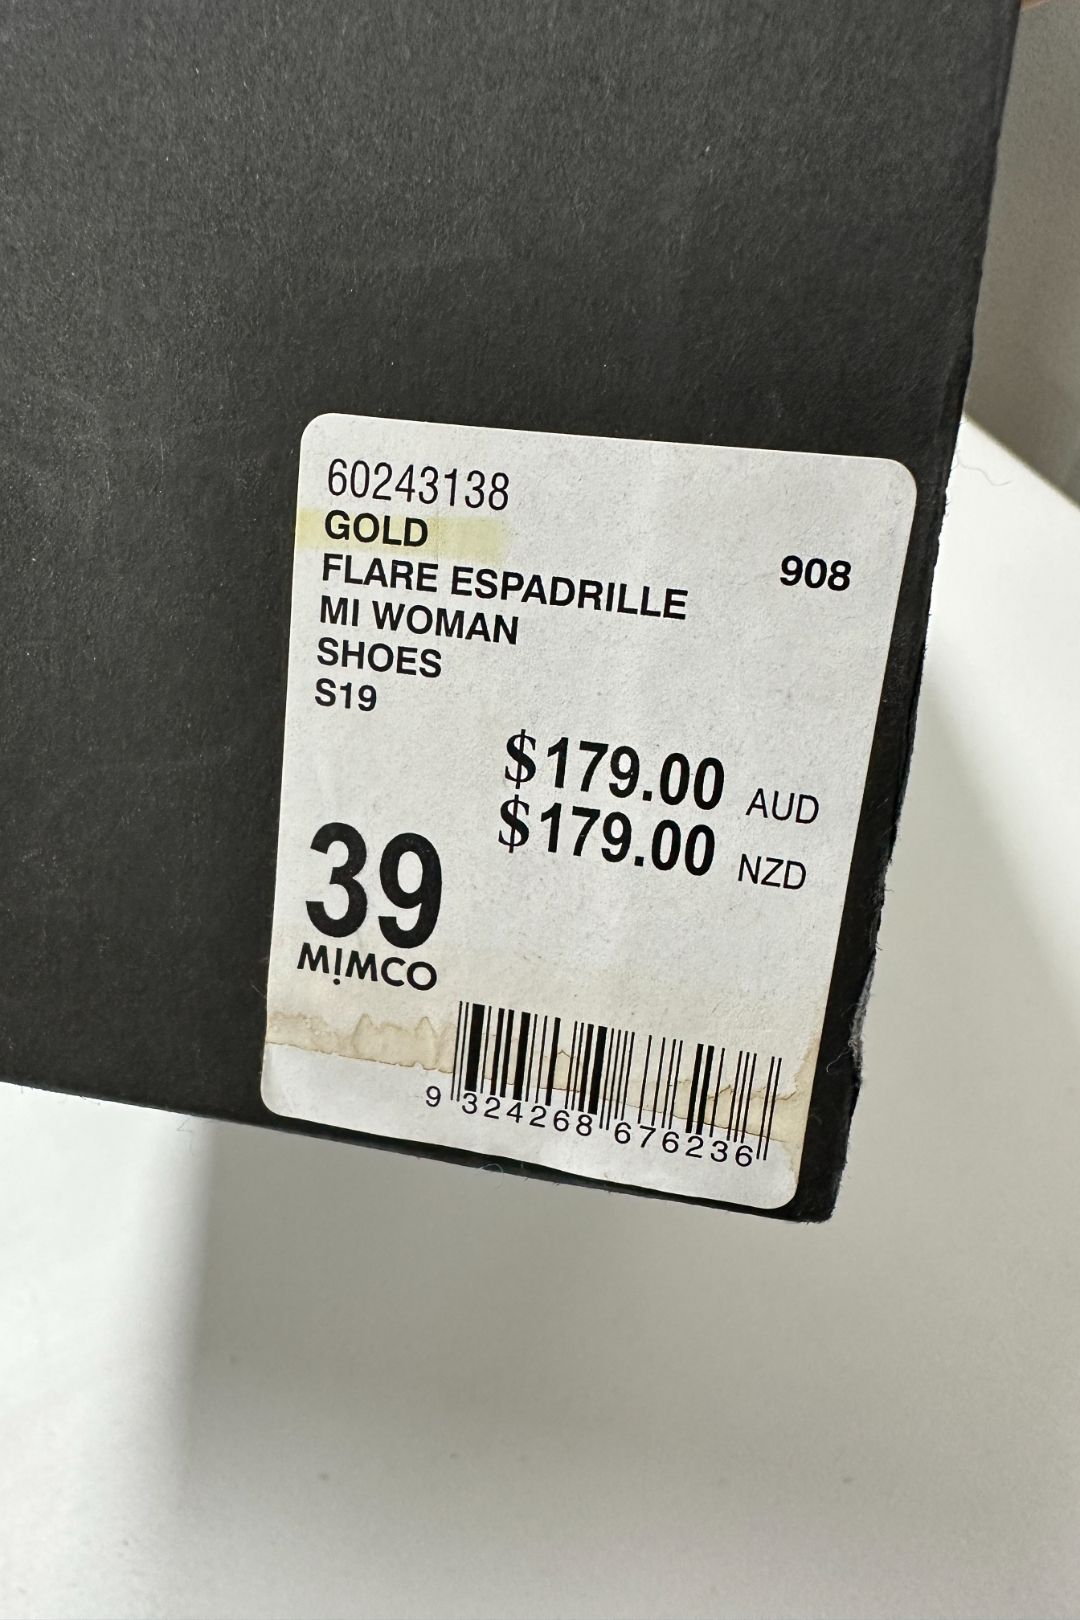 60243138
GOLD
908
FLARE ESPADRILLE
MI WOMAN
SHOES
S19
$179.00 AUD
$179.00 NZD
39
MIMCO
9 324268 676236